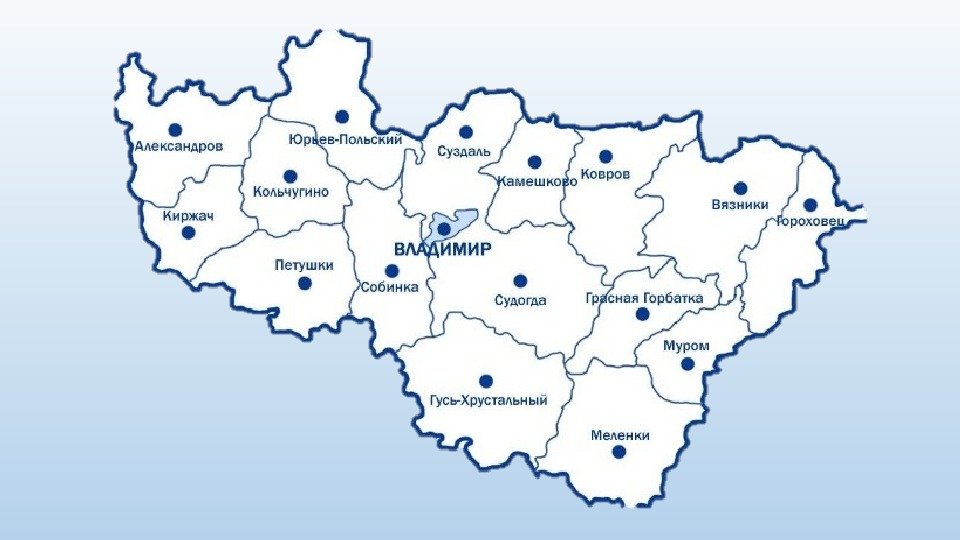 Александров
Юрьев-Польский
Суздаль
Камешково
Ковров
Кольчугино
Вязники
Киржач
Гороховец
ВЛАДИМИР
Петушки
Собинка
Судогда
Грасная Горбатка
Муром
Гусь-Хрустальный
Меленки